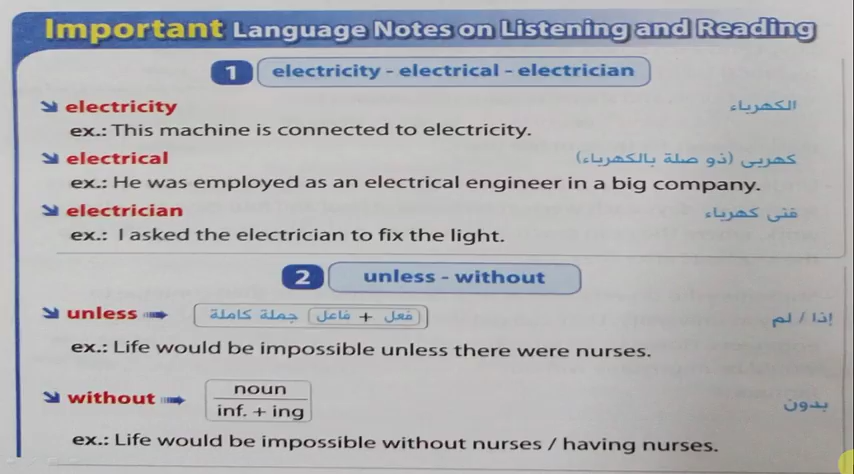 Important Language Notes on Listening and Reading
1 electricity - electrical - electrician
electricity الكهرباء
ex.: This machine is connected to electricity.
electrical كهربى (ذو صلة بالكهرباء)
ex.: He was employed as an electrical engineer in a big company.
electrician فنى كهرباء
ex.: I asked the electrician to fix the light.
2 unless - without
unless جملة كاملة (فاعل + فعل) إذا / لم
ex.: Life would be impossible unless there were nurses.
noun
without بدون
inf. + ing
ex.: Life would be impossible without nurses / having nurses.